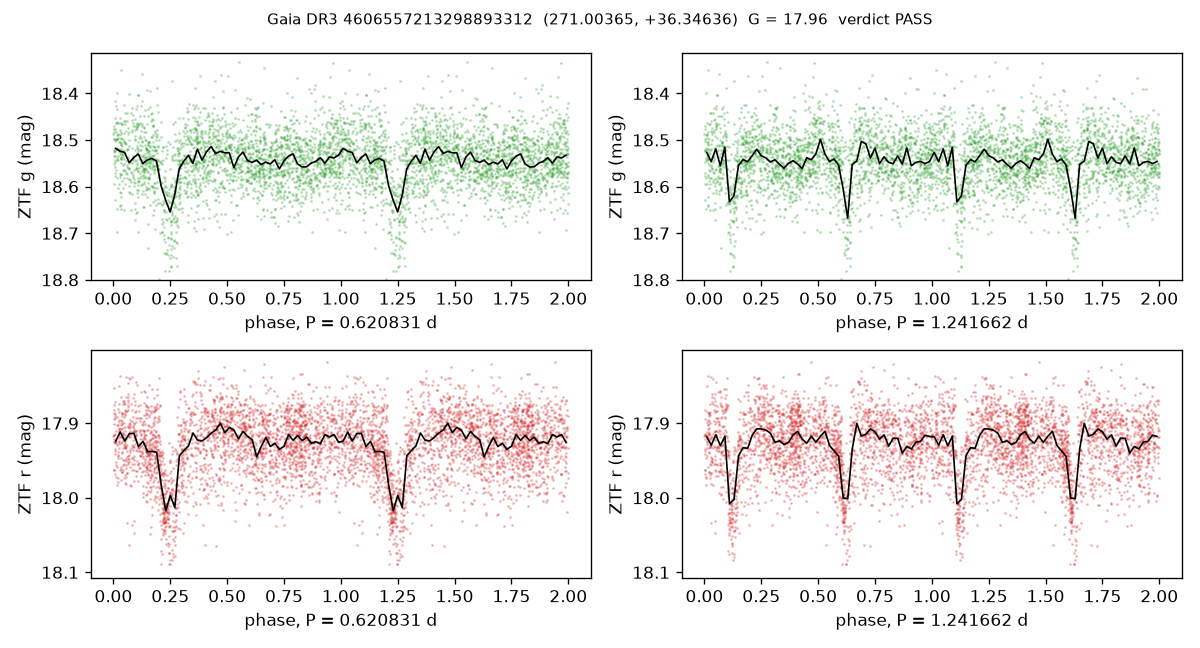 Gaia DR3 4606557213298893312  (271.00365, +36.34636)  G = 17.96  verdict PASS
ZTF g (mag)
18.4
18.5
18.6
18.7
18.8
0.00 0.25 0.50 0.75 1.00 1.25 1.50 1.75 2.00
phase, P = 0.620831 d
ZTF g (mag)
18.4
18.5
18.6
18.7
18.8
0.00 0.25 0.50 0.75 1.00 1.25 1.50 1.75 2.00
phase, P = 1.241662 d
ZTF r (mag)
17.9
18.0
18.1
0.00 0.25 0.50 0.75 1.00 1.25 1.50 1.75 2.00
phase, P = 0.620831 d
ZTF r (mag)
17.9
18.0
18.1
0.00 0.25 0.50 0.75 1.00 1.25 1.50 1.75 2.00
phase, P = 1.241662 d